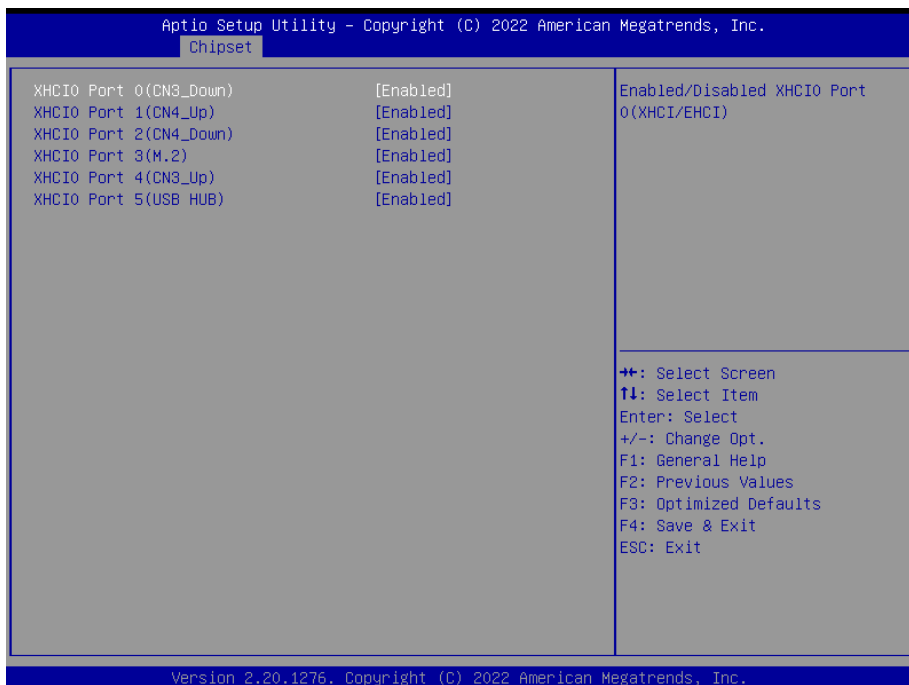 Aptio Setup Utility – Copyright (C) 2022 American Megatrends, Inc.
Chipset
XHCI0 Port 0(CN3_Down) [Enabled]
XHCI0 Port 1(CN4_Up) [Enabled]
XHCI0 Port 2(CN4_Down) [Enabled]
XHCI0 Port 3(M.2) [Enabled]
XHCI0 Port 4(CN3_Up) [Enabled]
XHCI0 Port 5(USB HUB) [Enabled]
Enabled/Disabled XHCI0 Port
0(XHCI/EHCI)
→←: Select Screen
↑↓: Select Item
Enter: Select
+/-: Change Opt.
F1: General Help
F2: Previous Values
F3: Optimized Defaults
F4: Save & Exit
ESC: Exit
Version 2.20.1276. Copyright (C) 2022 American Megatrends, Inc.